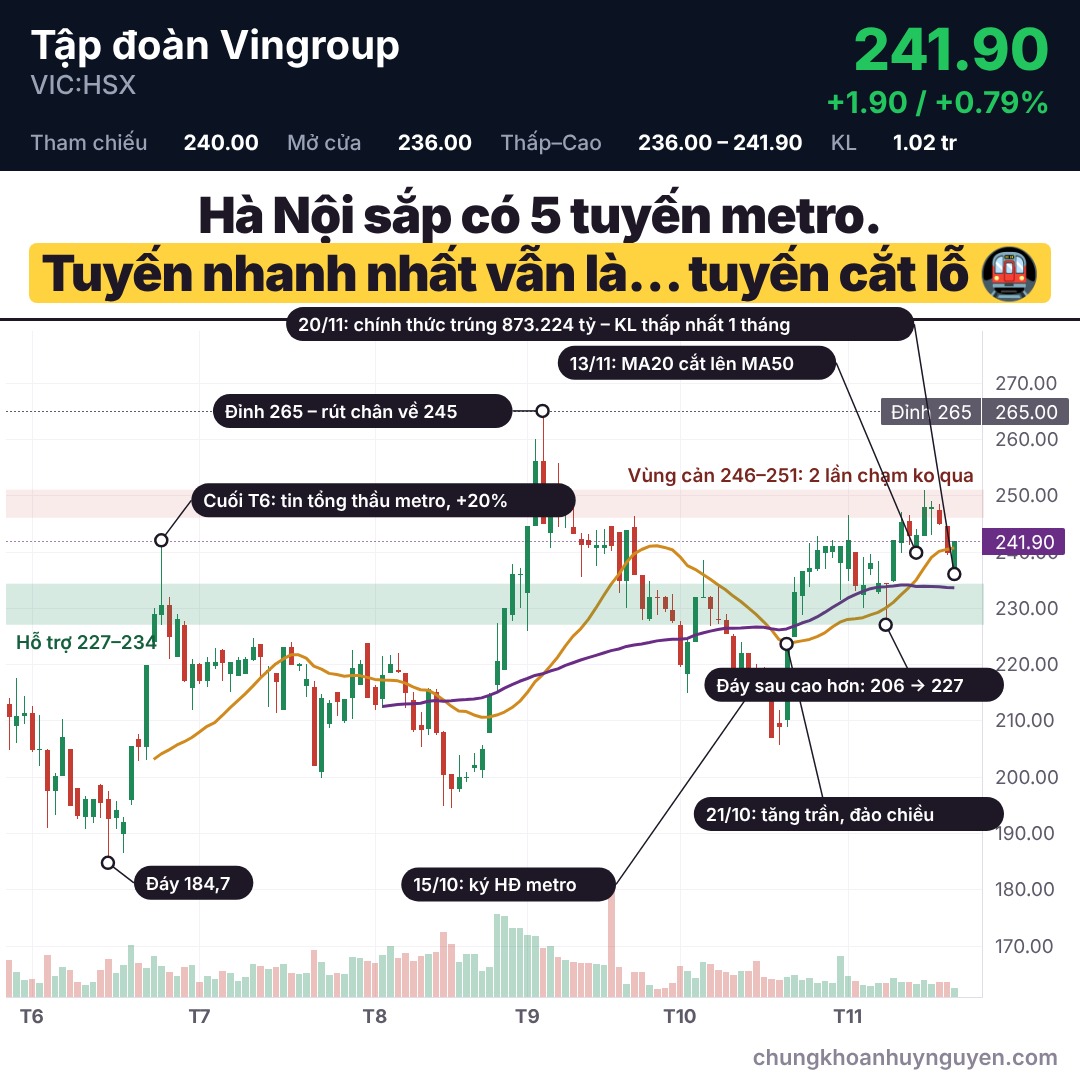 Tập đoàn Vingroup
241.90
VIC:HSX
+1.90 / +0.79%
Tham chiếu 240.00 Mở cửa 236.00 Thấp–Cao 236.00 – 241.90 KL 1.02 tr
Hà Nội sắp có 5 tuyến metro.
Tuyến nhanh nhất vẫn là... tuyến cắt lỗ
20/11: chính thức trúng 873.224 tỷ – KL thấp nhất 1 tháng
13/11: MA20 cắt lên MA50
270.00
Đỉnh 265 – rút chân về 245
Đỉnh 265 265.00
260.00
Vùng cản 246–251: 2 lần chạm ko qua
Cuối T6: tin tổng thầu metro, +20%
250.00
241.90
240.00
230.00
Hỗ trợ 227–234
220.00
Đáy sau cao hơn: 206 → 227
210.00
200.00
21/10: tăng trần, đảo chiều
190.00
Đáy 184,7
15/10: ký HĐ metro
180.00
170.00
T6 T7 T8 T9 T10 T11
chungkhoanhuynguyen.com